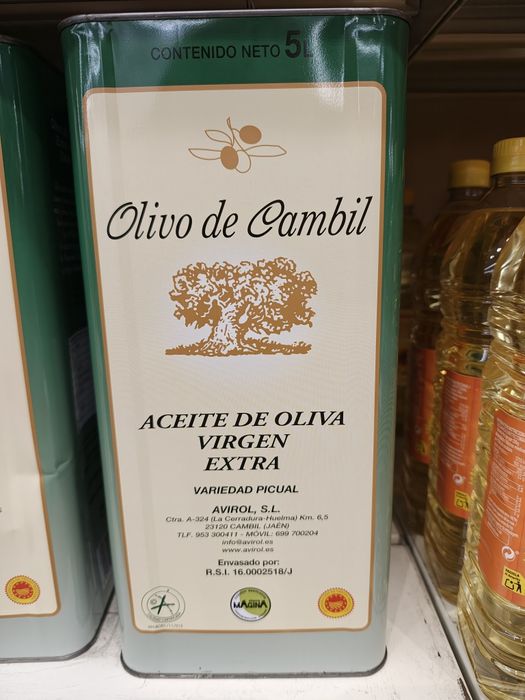 CONTENIDO NETO 5L
Olivo de Cambil
ACEITE DE OLIVA
VIRGEN
EXTRA
VARIEDAD PICUAL
AVIROL, S.L.
Ctra. A-324 (La Cerradura-Huelma) Km. 6,5
23120 CAMBIL (JAÉN)
TLF. 953 300411 - MÓVIL: 699 700204
info@avirol.es
www.avirol.es
Envasado por:
R.S.I. 16.0002518/J
MAGINA